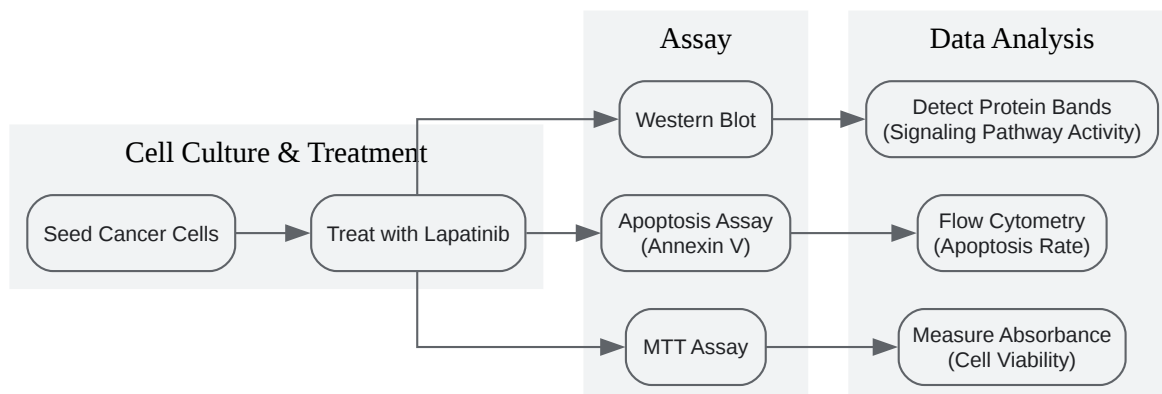 Assay
Data Analysis
Western Blot
Detect Protein Bands
(Signaling Pathway Activity)
Cell Culture & Treatment
Seed Cancer Cells
Treat with Lapatinib
Apoptosis Assay
(Annexin V)
Flow Cytometry
(Apoptosis Rate)
MTT Assay
Measure Absorbance
(Cell Viability)